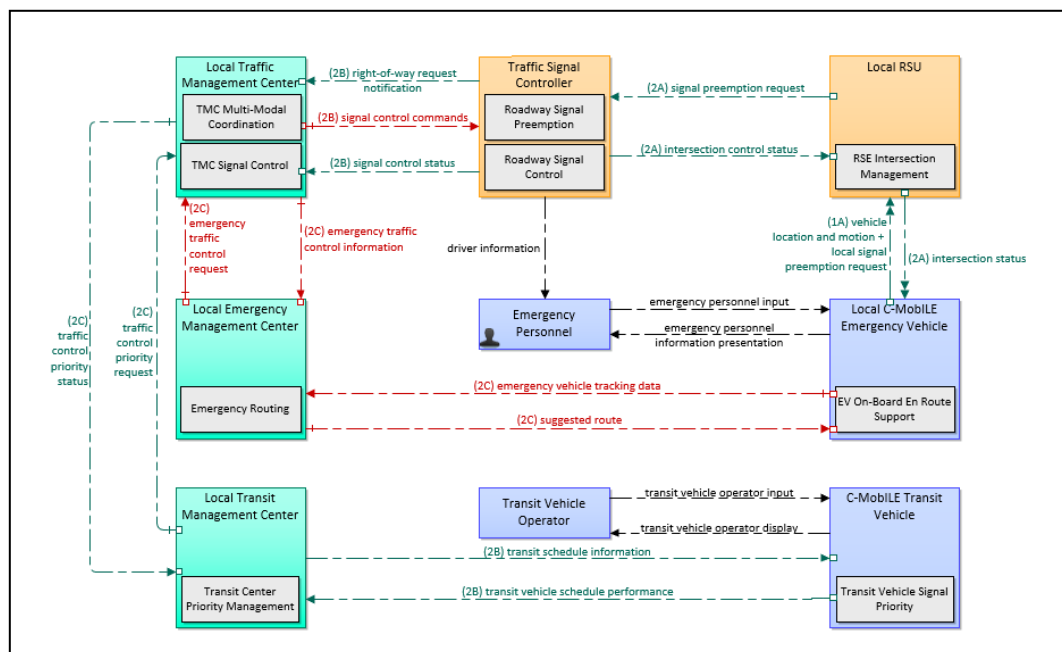 Local Traffic
Management Center
TMC Multi-Modal
Coordination
TMC Signal Control
(2B) right-of-way request
notification
(2B) signal control commands
(2B) signal control status
Traffic Signal
Controller
Roadway Signal
Preemption
Roadway Signal
Control
(2A) signal preemption request
(2A) intersection control status
Local RSU
RSE Intersection
Management
(2C)
emergency
traffic
control
request
(2C) emergency traffic
control information
driver information
(1A) vehicle
location and motion +
local signal
preemption request
(2A) intersection status
(2C)
traffic
control
priority
status
(2C)
traffic
control
priority
request
Local Emergency
Management Center
Emergency Routing
Emergency
Personnel
emergency personnel input
emergency personnel
information presentation
Local C-MobILE
Emergency Vehicle
EV On-Board En Route
Support
(2C) emergency vehicle tracking data
(2C) suggested route
Local Transit
Management Center
Transit Center
Priority Management
Transit Vehicle
Operator
transit vehicle operator input
transit vehicle operator display
C-MobILE Transit
Vehicle
Transit Vehicle Signal
Priority
(2B) transit schedule information
(2B) transit vehicle schedule performance